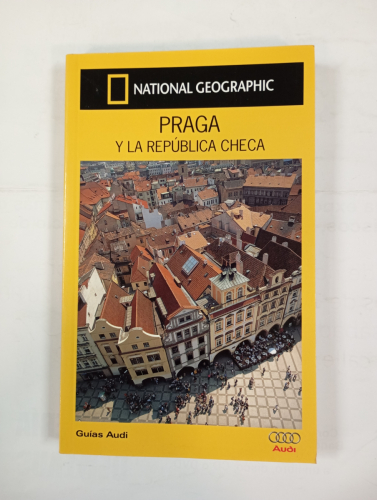 NATIONAL GEOGRAPHIC
PRAGA
Y LA REPÚBLICA CHECA
Guías Audi
Audi